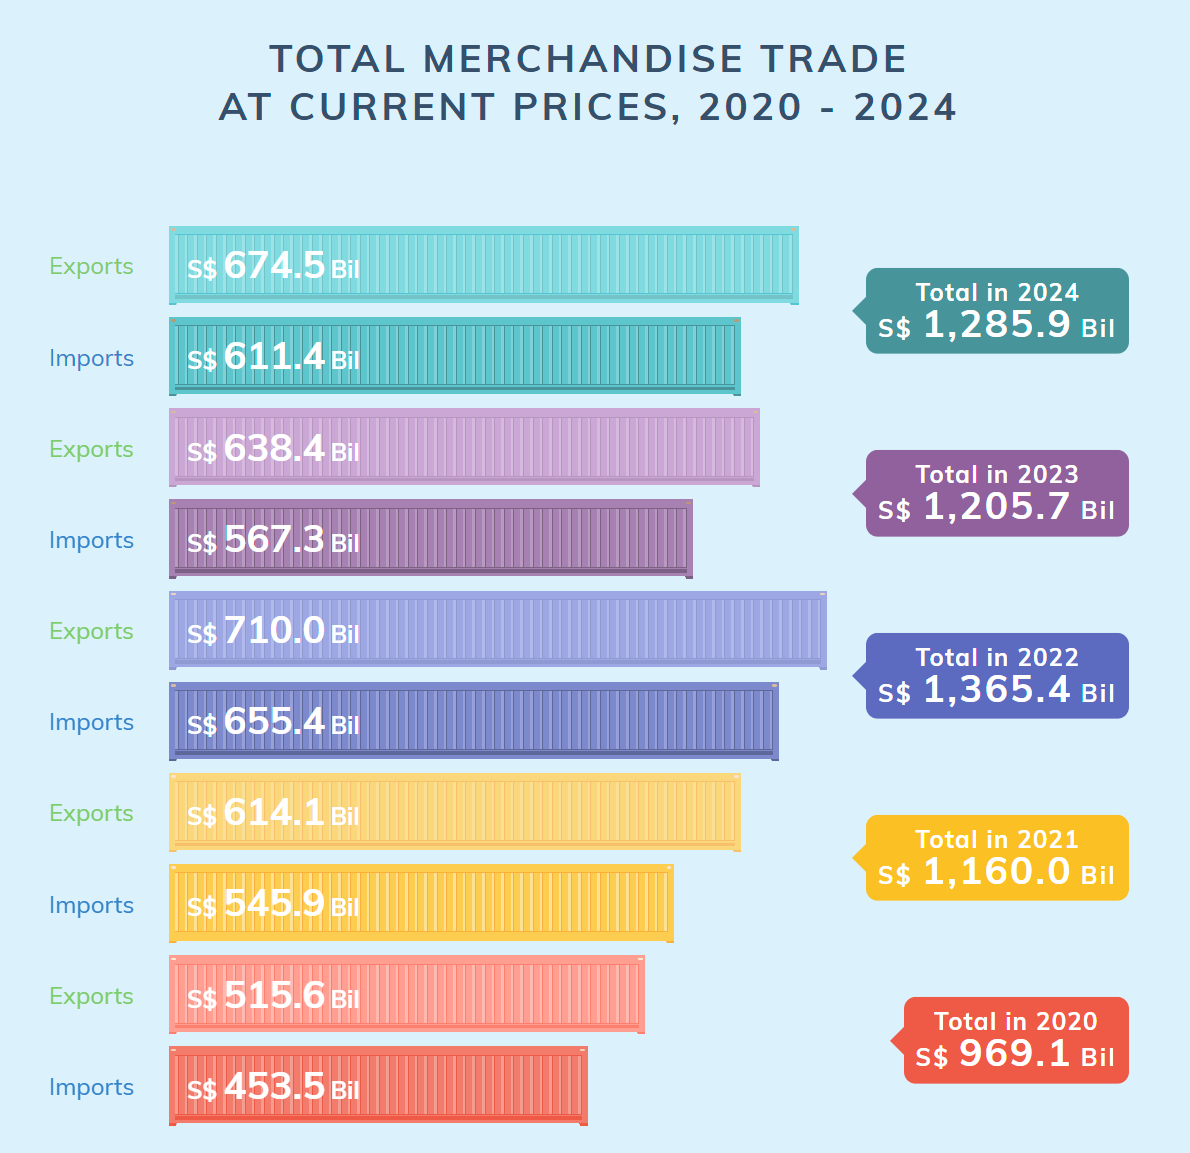 TOTAL MERCHANDISE TRADE
AT CURRENT PRICES, 2020 - 2024
Exports
S$ 674.5 Bil
Imports
S$ 611.4 Bil
Total in 2024
S$ 1,285.9 Bil
Exports
S$ 638.4 Bil
Imports
S$ 567.3 Bil
Total in 2023
S$ 1,205.7 Bil
Exports
S$ 710.0 Bil
Imports
S$ 655.4 Bil
Total in 2022
S$ 1,365.4 Bil
Exports
S$ 614.1 Bil
Imports
S$ 545.9 Bil
Total in 2021
S$ 1,160.0 Bil
Exports
S$ 515.6 Bil
Imports
S$ 453.5 Bil
Total in 2020
S$ 969.1 Bil